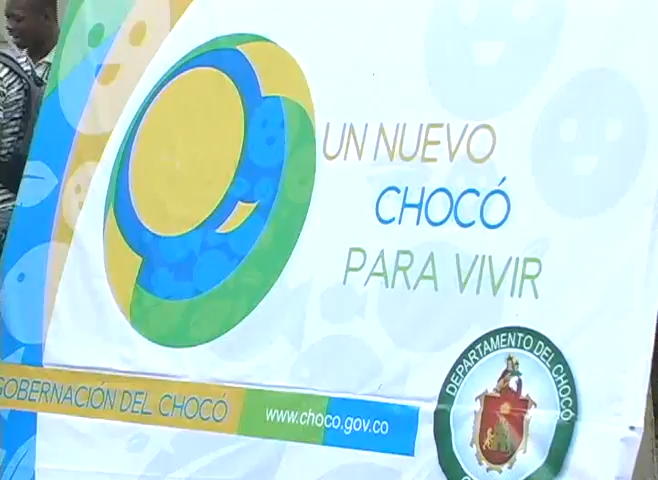 UN NUEVO
CHOCÓ
PARA VIVIR
GOBERNACIÓN DEL CHOCÓ
www.choco.gov.co
DEPARTAMENTO DEL CHOCÓ